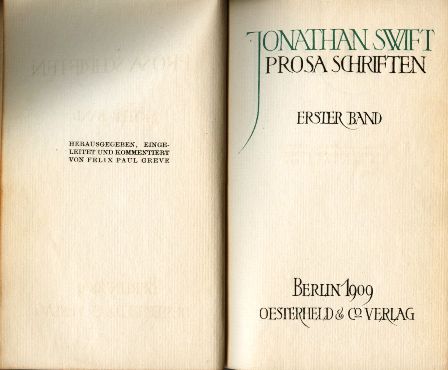 HERAUSGEGEBEN, EINGE-
LEITET UND KOMMENTIERT
VON FELIX PAUL GREVE
JONATHAN SWIFT
PROSA SCHRIFTEN
ERSTER BAND
BERLIN 1909
OESTERHELD & CO. VERLAG